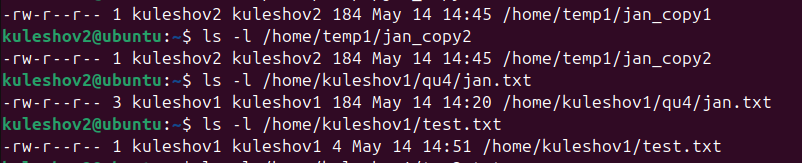 -rw-r--r-- 1 kuleshov2 kuleshov2 184 May 14 14:45 /home/temp1/jan_copy1
kuleshov2@ubuntu:~$ ls -l /home/temp1/jan_copy2
-rw-r--r-- 1 kuleshov2 kuleshov2 184 May 14 14:45 /home/temp1/jan_copy2
kuleshov2@ubuntu:~$ ls -l /home/kuleshov1/qu4/jan.txt
-rw-r--r-- 3 kuleshov1 kuleshov1 184 May 14 14:20 /home/kuleshov1/qu4/jan.txt
kuleshov2@ubuntu:~$ ls -l /home/kuleshov1/test.txt
-rw-r--r-- 1 kuleshov1 kuleshov1 4 May 14 14:51 /home/kuleshov1/test.txt